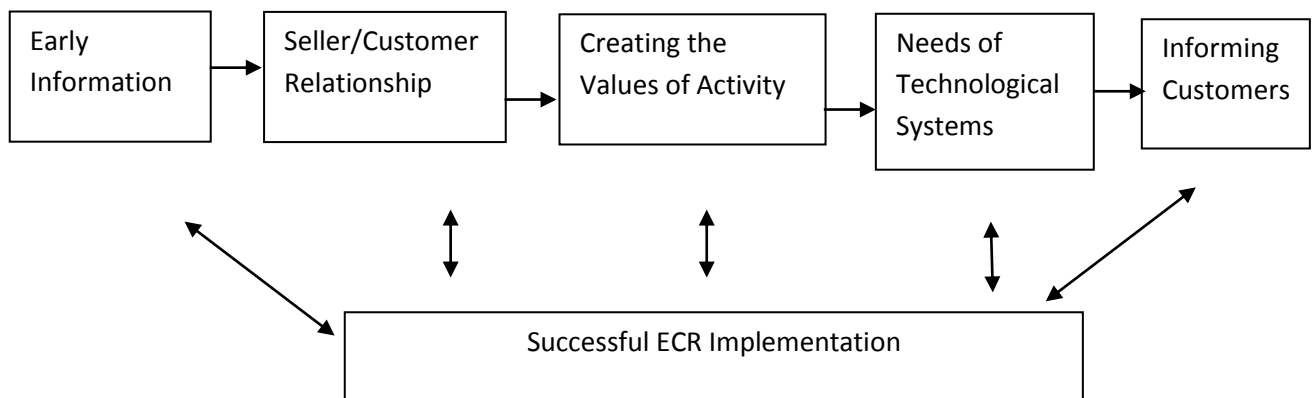 Early
Information
Seller/Customer
Relationship
Creating the
Values of Activity
Needs of
Technological
Systems
Informing
Customers
Successful ECR Implementation